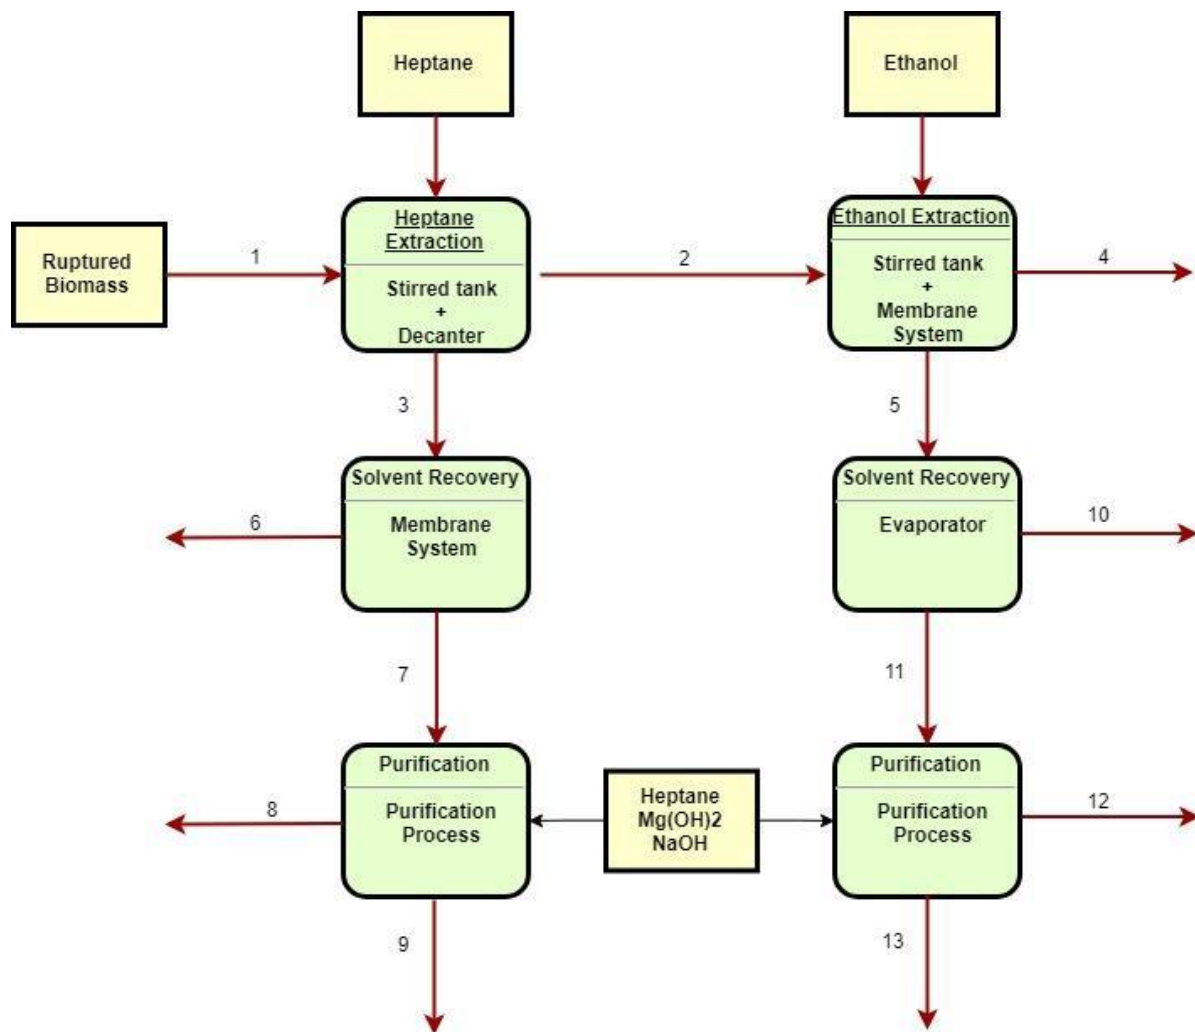 Heptane
Ethanol
Heptane
Extraction
Stirred tank
+
Decanter
Ethanol Extraction
Stirred tank
+
Membrane
System
Ruptured
Biomass
1
2
4
3
5
Solvent Recovery
Membrane
System
Solvent Recovery
Evaporator
6
10
7
11
Purification
Purification
Process
Heptane
Mg(OH)2
NaOH
Purification
Purification
Process
8
12
9
13